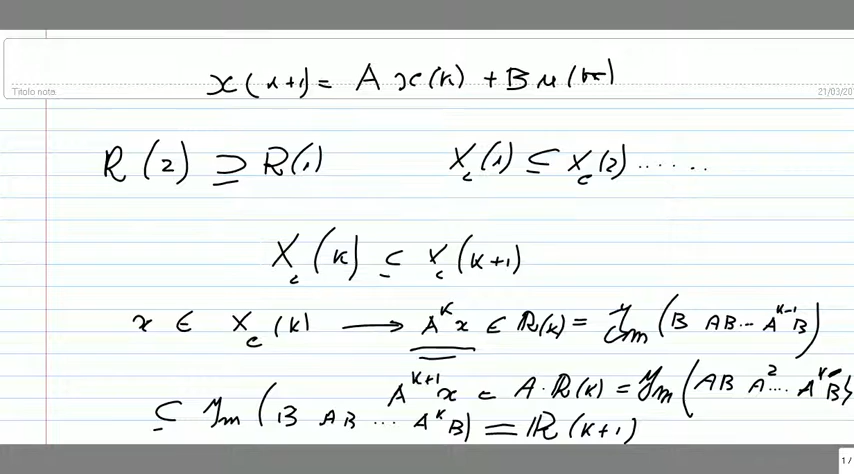 x(k+1) = A x(k) + B u(k)
Titolo nota
21/03/20
R(2) ⊇ R(1) X_c(1) ⊆ X_c(2) ......
X_c(k) ⊆ X_c(k+1)
x ∈ X_c(k) → A^k x ∈ R(k) = Im (B AB... A^{k-1}B)
A^{k+1} x ∈ A·R(k) = Im (AB A^2.... A^k B)
⊆ Im (B AB ... A^k B) = R(k+1)
1 /